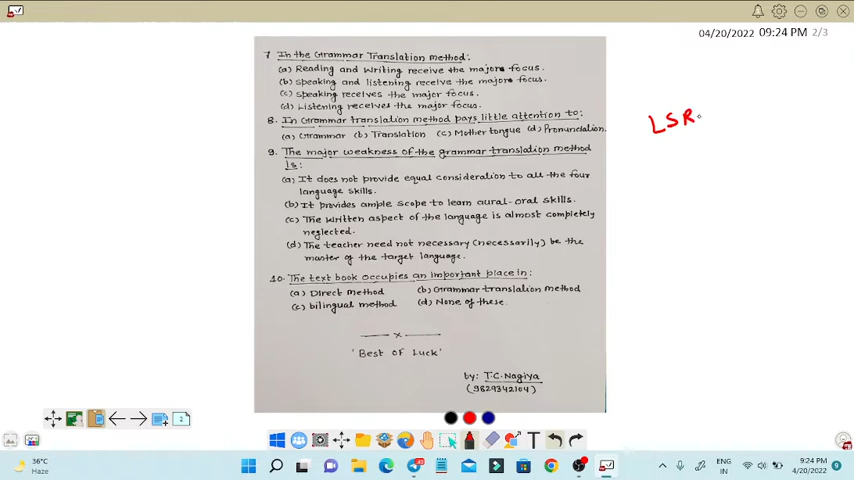 04/20/2022 09:24 PM 2/3
7 In the Grammar Translation method:
(a) Reading and Writing receive the major focus.
(b) Speaking and listening receive the major focus.
(c) Speaking receives the major focus.
(d) Listening receives the major focus.
8. In Grammar translation method pays little attention to:
(a) Grammar (b) Translation (c) Mother tongue (d) Pronunciation.
9. The major weakness of the grammar translation method
is:
(a) It does not provide equal consideration to all the four
language skills.
(b) It provides ample scope to learn aural-oral skills.
(c) The written aspect of the language is almost completely
neglected.
(d) The teacher need not necessary (necessarily) be the
master of the target language.
10. The text book occupies an important place in:
(a) Direct method (b) Grammar translation method
(c) bilingual method (d) None of these.
x
'Best of Luck'
by: T.C. Nagiya
(9829342104)
LSR
2
T
36°C
Haze
ENG
IN
9:24 PM
4/20/2022
9